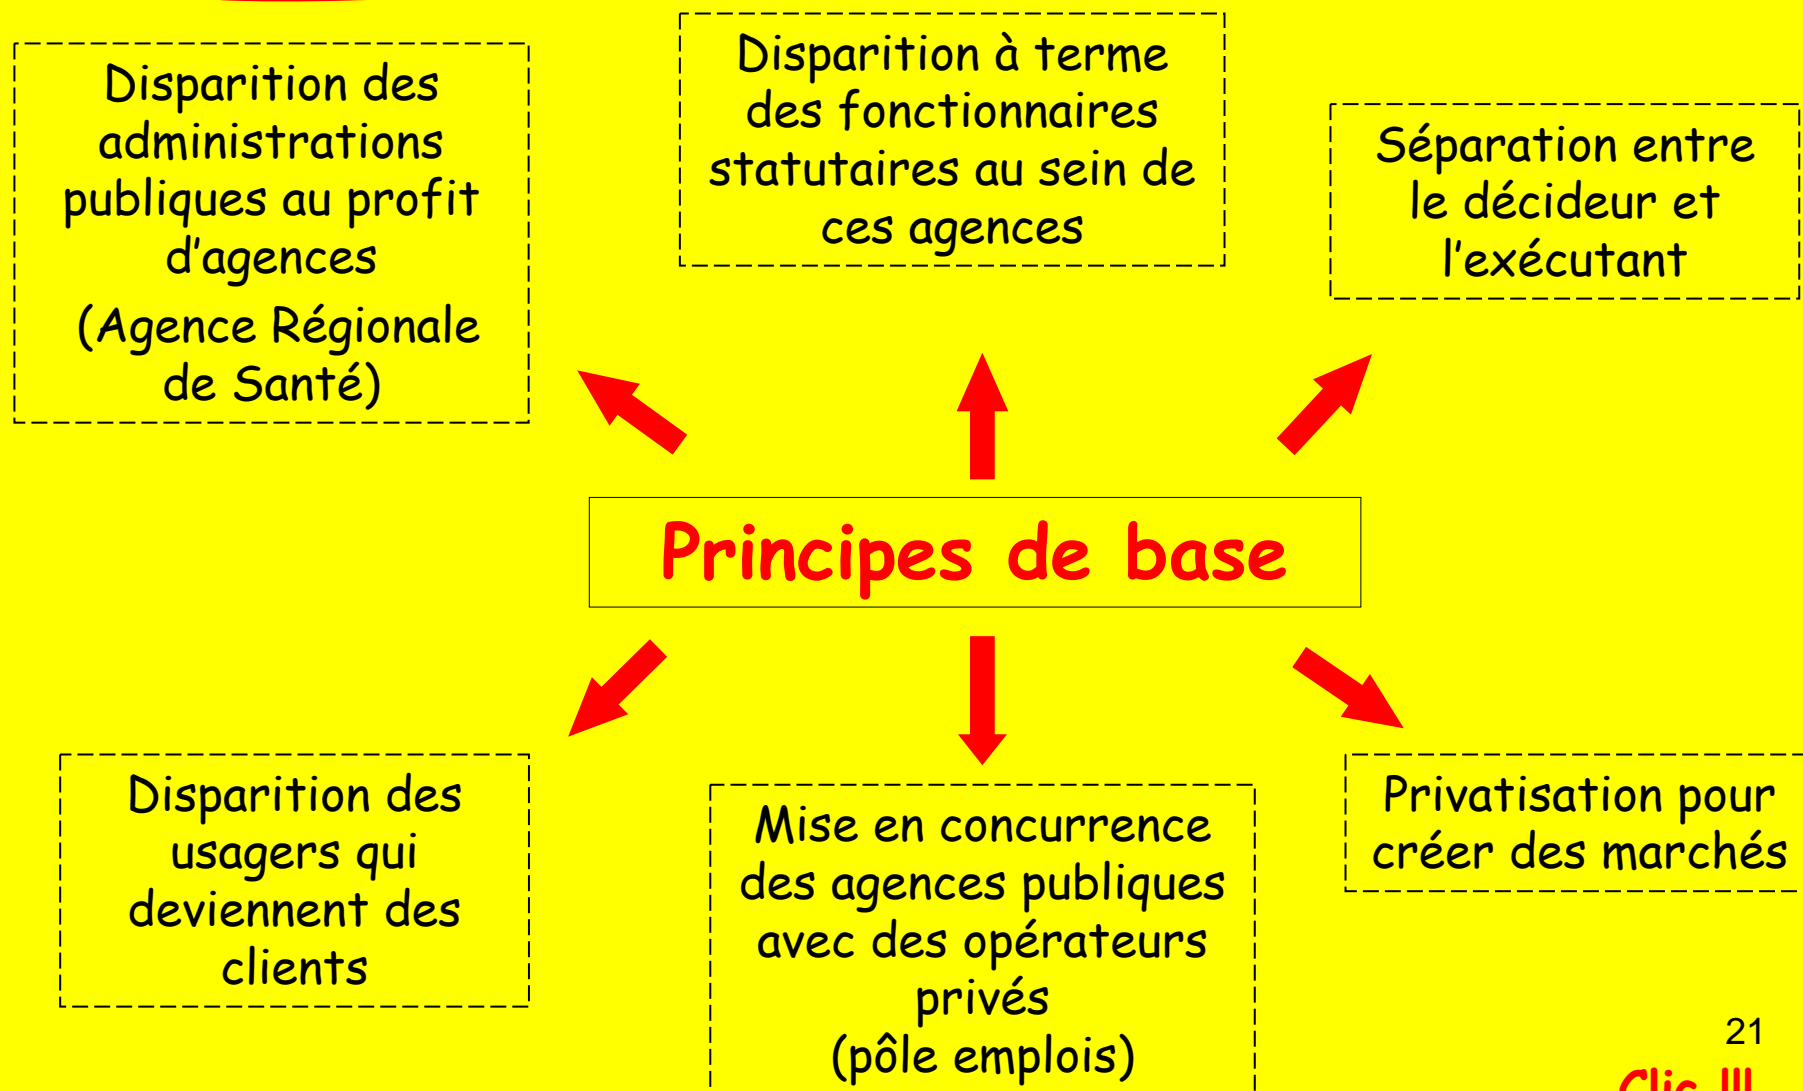 Disparition des
administrations
publiques au profit
d'agences
(Agence Régionale
de Santé)
Disparition à terme
des fonctionnaires
statutaires au sein de
ces agences
Séparation entre
le décideur et
l'exécutant
Principes de base
Disparition des
usagers qui
deviennent des
clients
Mise en concurrence
des agences publiques
avec des opérateurs
privés
(pôle emplois)
Privatisation pour
créer des marchés
21
Clic !!!